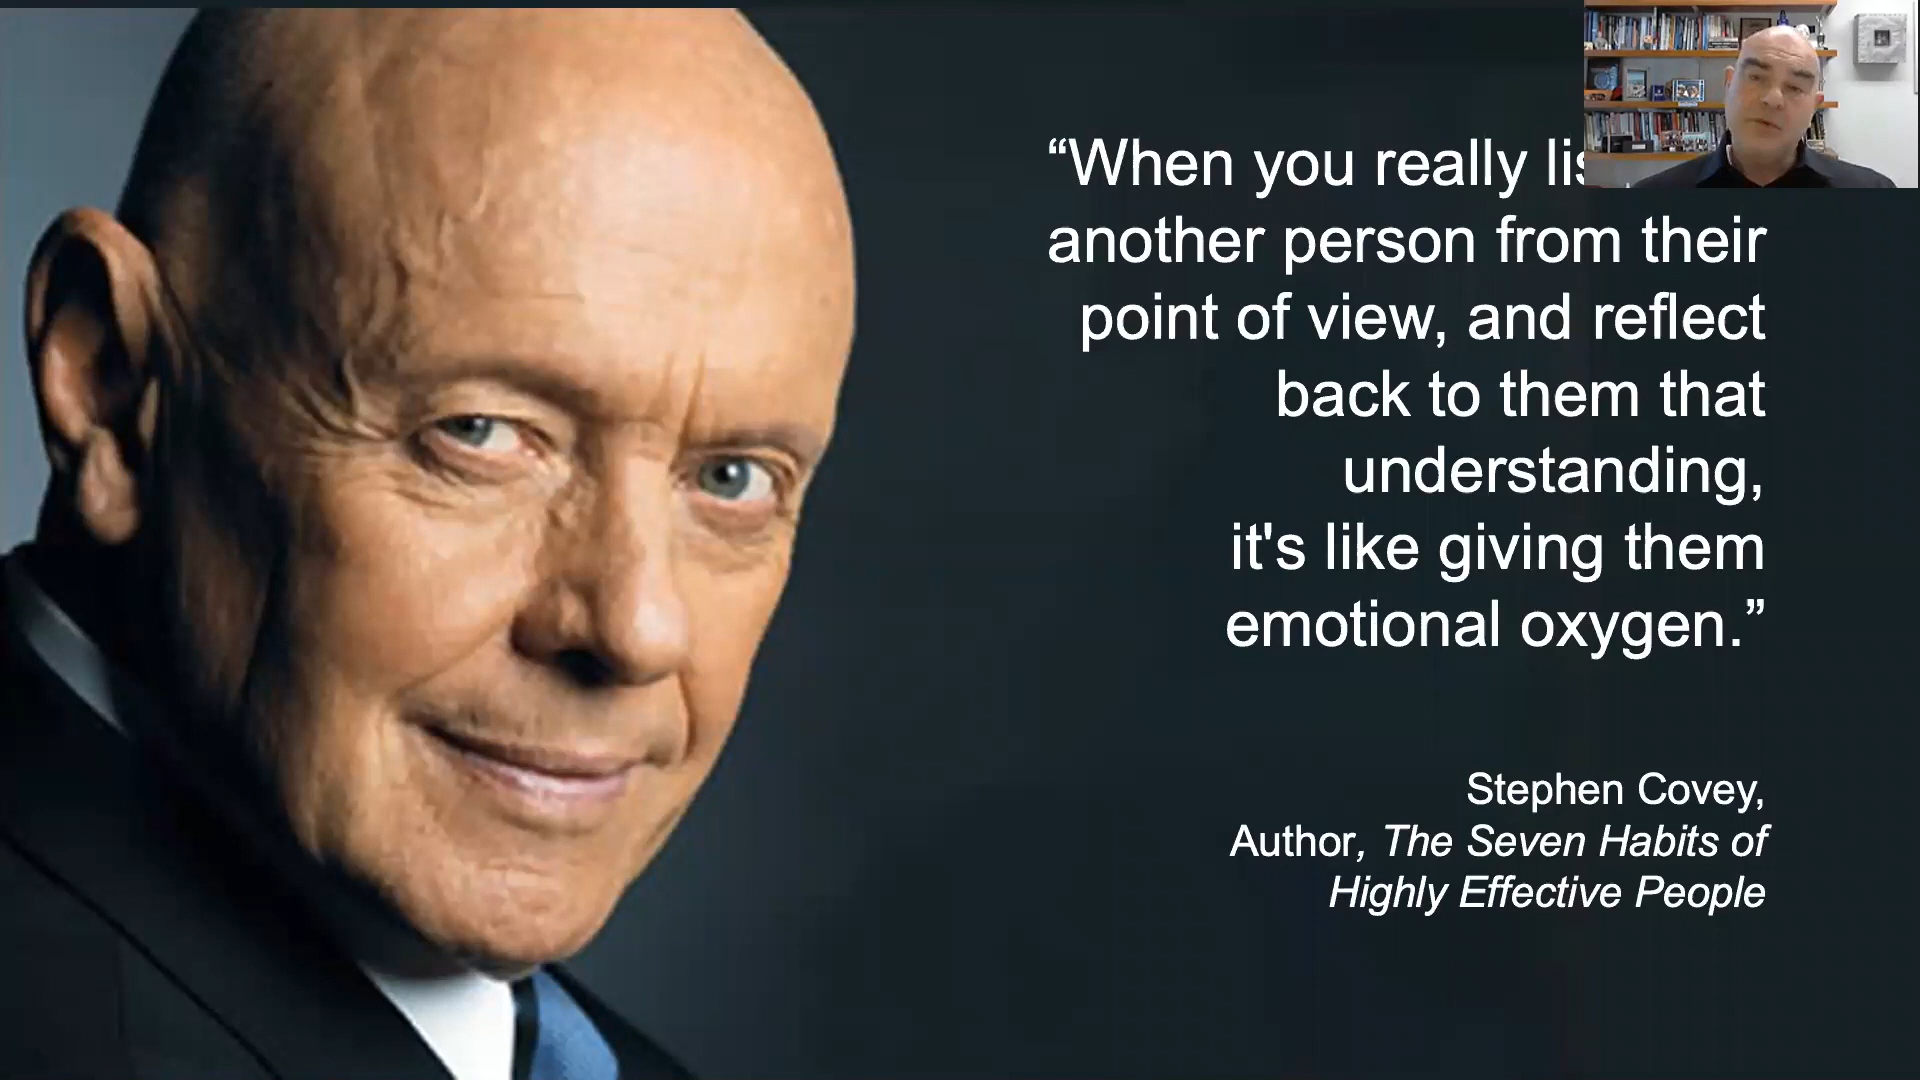 “When you really
another person from their
point of view, and reflect
back to them that
understanding,
it's like giving them
emotional oxygen.”
Stephen Covey,
Author, The Seven Habits of
Highly Effective People